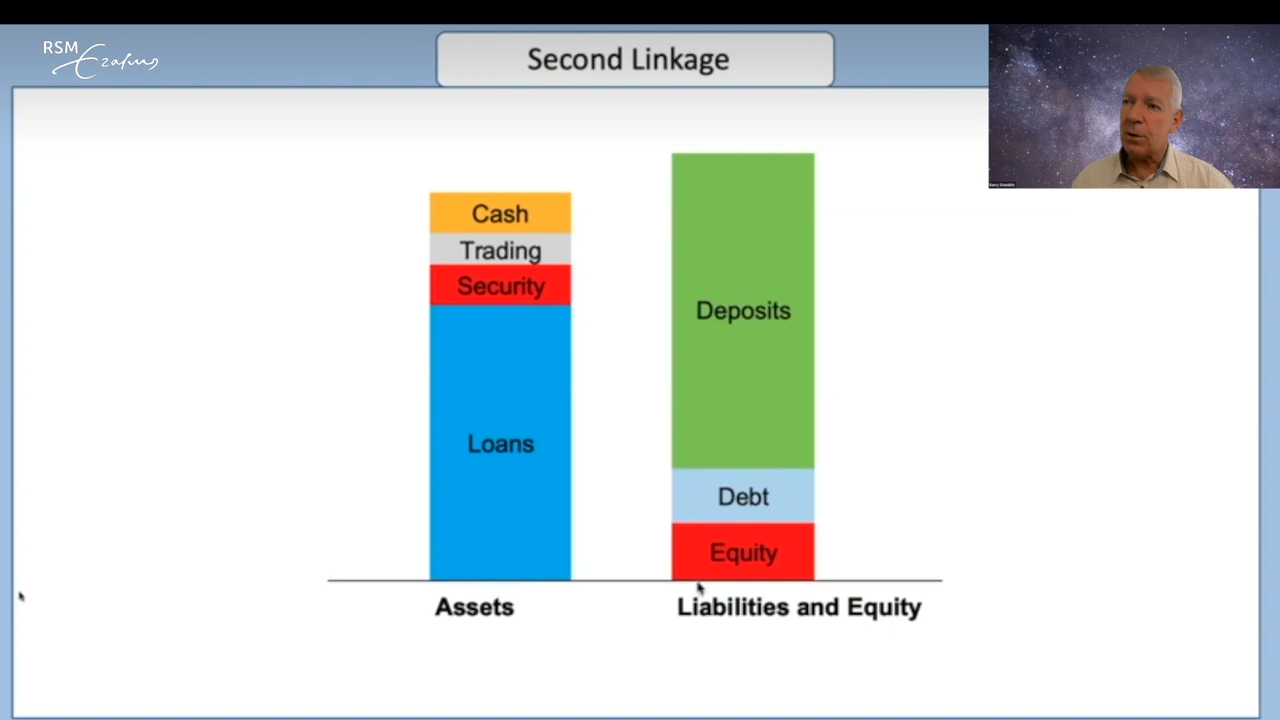 RSM
Erasmus
Second Linkage
Cash
Trading
Security
Loans
Assets
Deposits
Debt
Equity
Liabilities and Equity